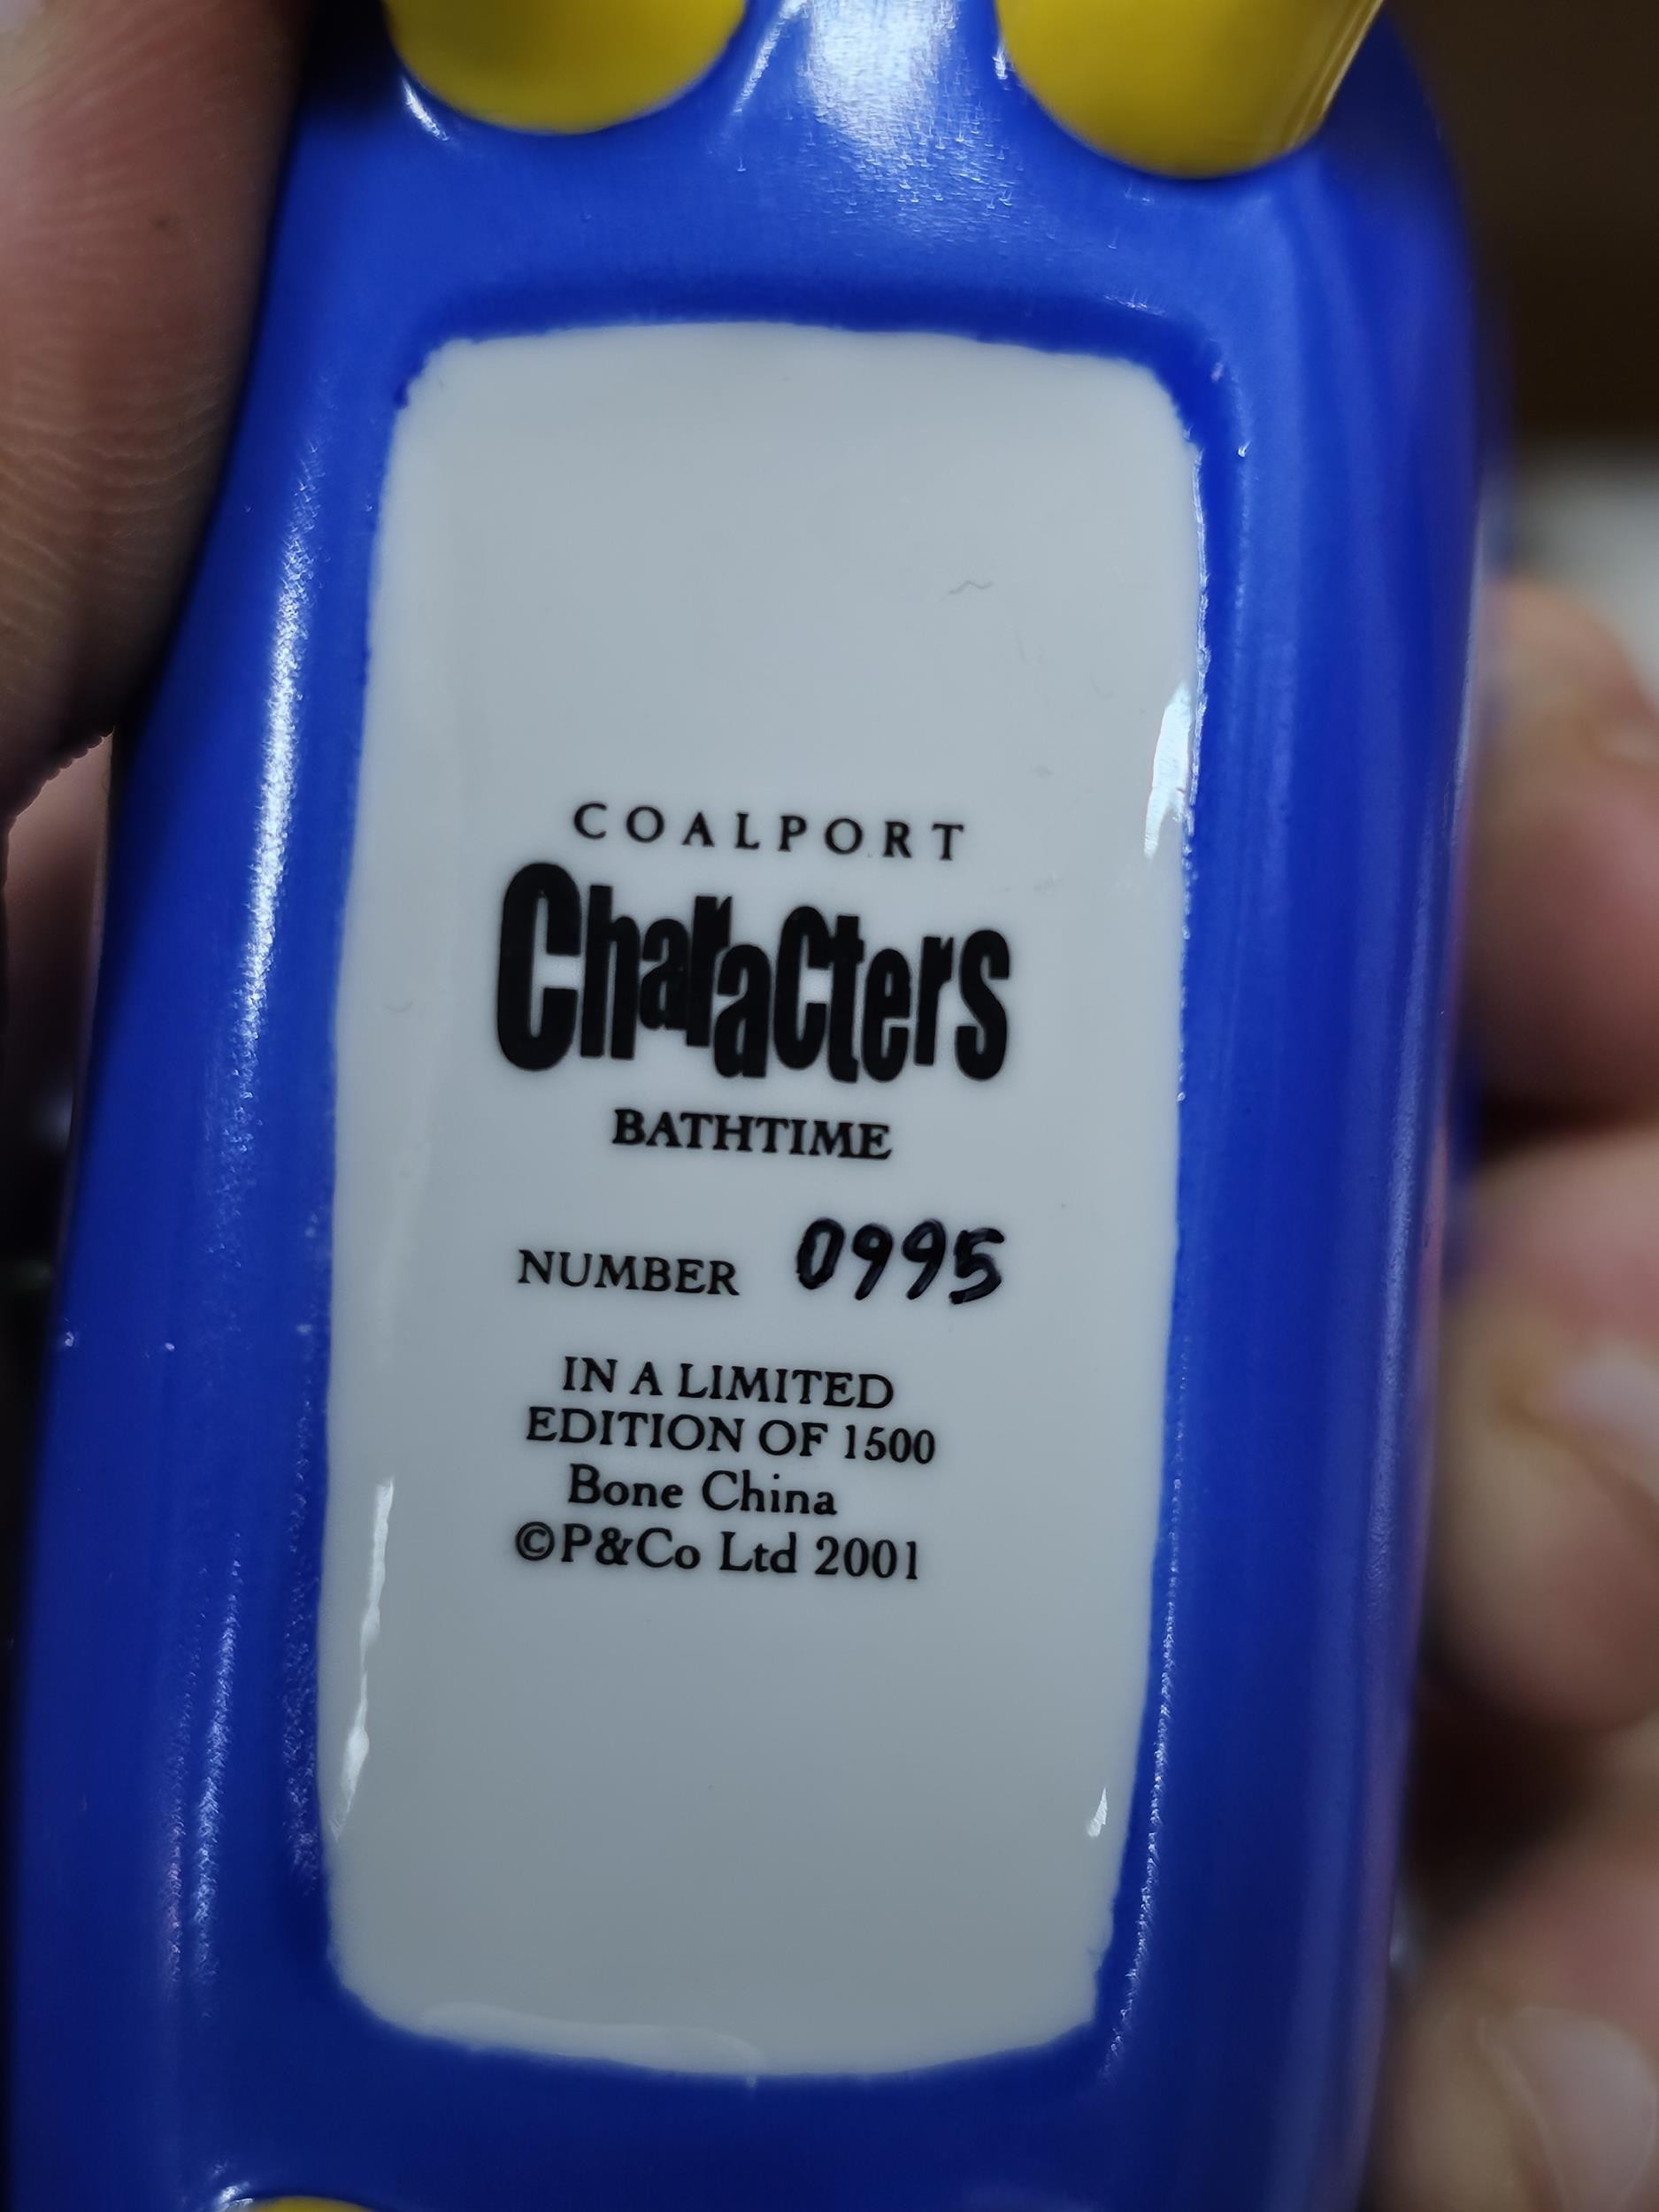 COALPORT
Characters
BATHTIME
NUMBER 0995
IN A LIMITED
EDITION OF 1500
Bone China
©P&Co Ltd 2001